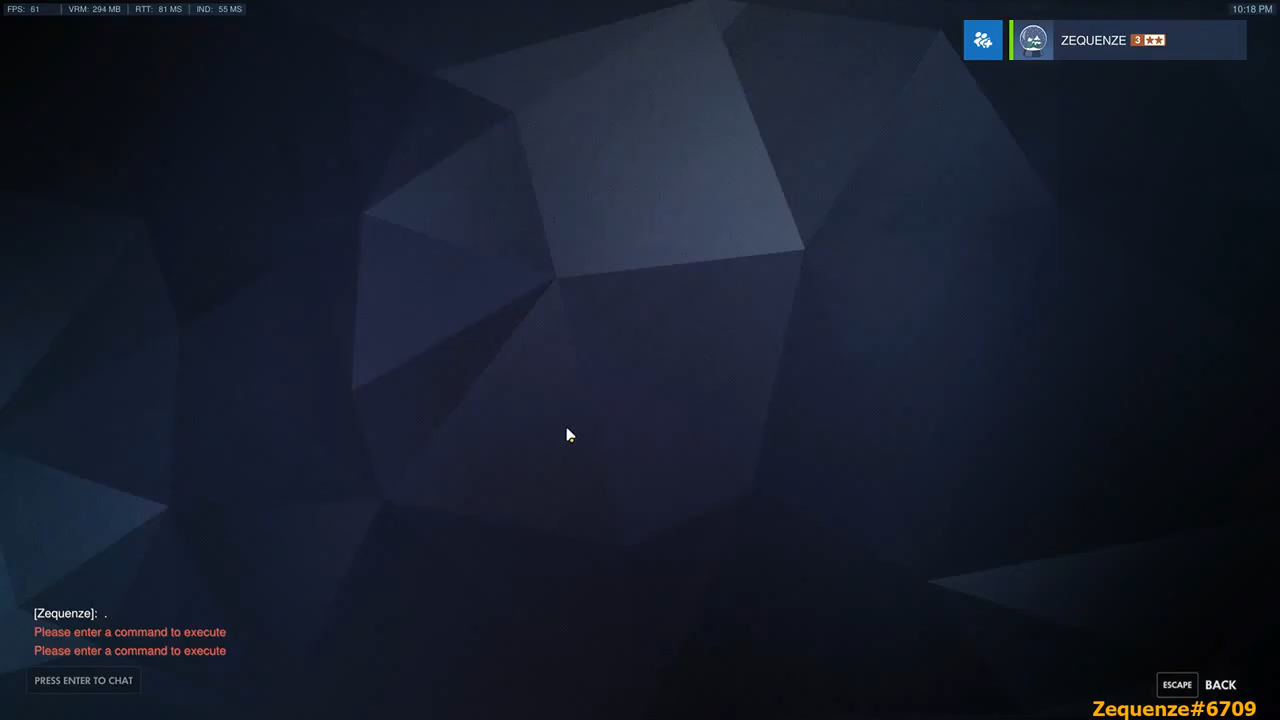 FPS: 61 | VRM: 294 MB | RTT: 81 MS | IND: 55 MS
10:18 PM
ZEQUENZE 3
[Zequenze]: .
Please enter a command to execute
Please enter a command to execute
PRESS ENTER TO CHAT
ESCAPE BACK
Zequenze#6709